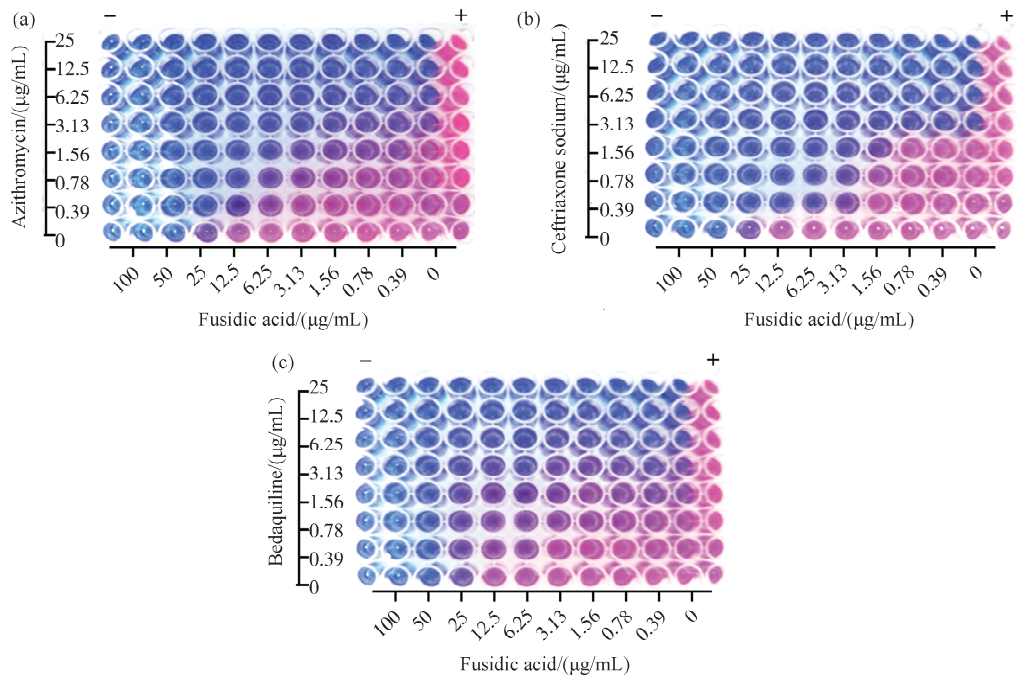 (a)
− +
Azithromycin/(μg/mL)
25
12.5
6.25
3.13
1.56
0.78
0.39
0
100 50 25 12.5 6.25 3.13 1.56 0.78 0.39 0
Fusidic acid/(μg/mL)
(b)
− +
Ceftriaxone sodium/(μg/mL)
25
12.5
6.25
3.13
1.56
0.78
0.39
0
100 50 25 12.5 6.25 3.13 1.56 0.78 0.39 0
Fusidic acid/(μg/mL)
(c)
− +
Bedaquiline/(μg/mL)
25
12.5
6.25
3.13
1.56
0.78
0.39
0
100 50 25 12.5 6.25 3.13 1.56 0.78 0.39 0
Fusidic acid/(μg/mL)